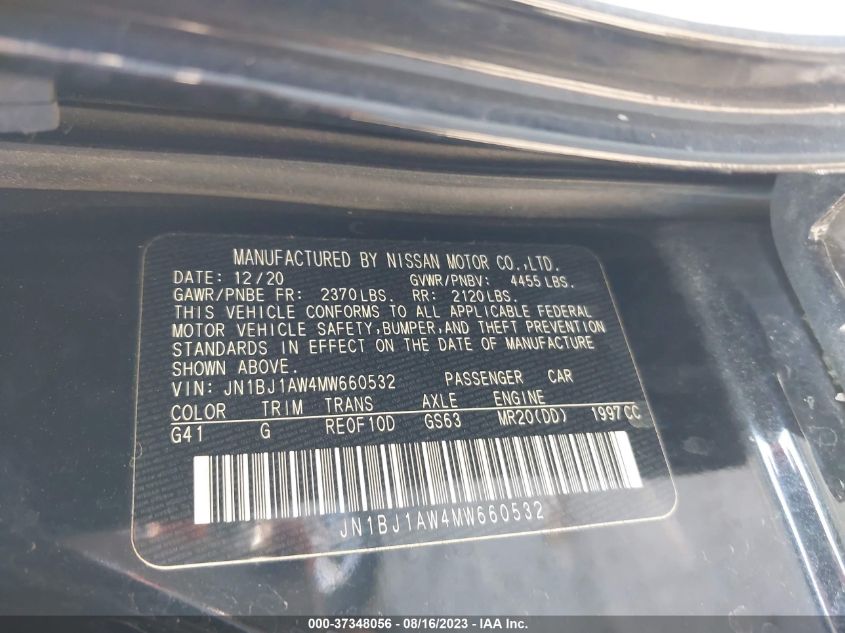 MANUFACTURED BY NISSAN MOTOR CO.,LTD.
DATE: 12/20 GVWR/PNBV: 4455 LBS.
GAWR/PNBE FR: 2370 LBS. RR: 2120 LBS.
THIS VEHICLE CONFORMS TO ALL APPLICABLE FEDERAL
MOTOR VEHICLE SAFETY,BUMPER,AND THEFT PREVENTION
STANDARDS IN EFFECT ON THE DATE OF MANUFACTURE
SHOWN ABOVE.
VIN: JN1BJ1AW4MW660532 PASSENGER CAR
COLOR TRIM TRANS AXLE ENGINE
G41 G RE0F10D GS63 MR20(DD) 1997CC
JN1BJ1AW4MW660532
000-37348056 - 08/16/2023 - IAA Inc.